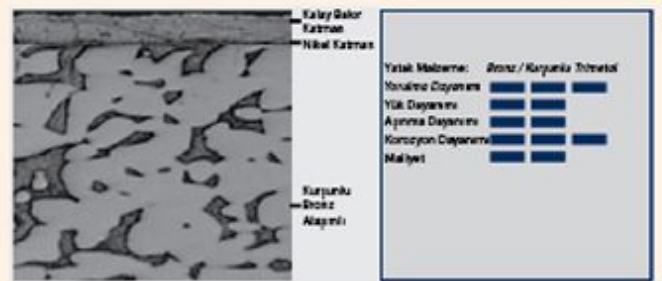 Kalay Bakır
Katman
Nikel Katman
Kurşunlu
Bronz
Alaşımlı
Yatak Malzeme: Bronz / Kurşunlu Trimetal
Yorulma Dayanımı
Yük Dayanımı
Aşınma Dayanımı
Korozyon Dayanımı
Maliyet